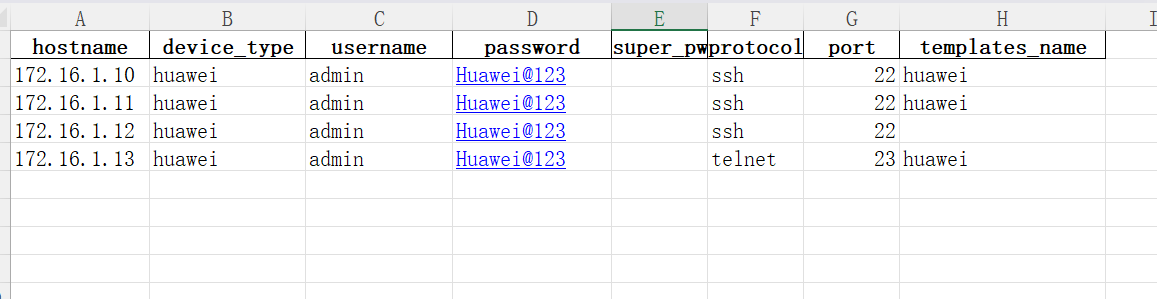 A B C D E F G H
hostname device_type username password super_pw protocol port templates_name
172.16.1.10 huawei admin Huawei@123 ssh 22 huawei
172.16.1.11 huawei admin Huawei@123 ssh 22 huawei
172.16.1.12 huawei admin Huawei@123 ssh 22
172.16.1.13 huawei admin Huawei@123 telnet 23 huawei